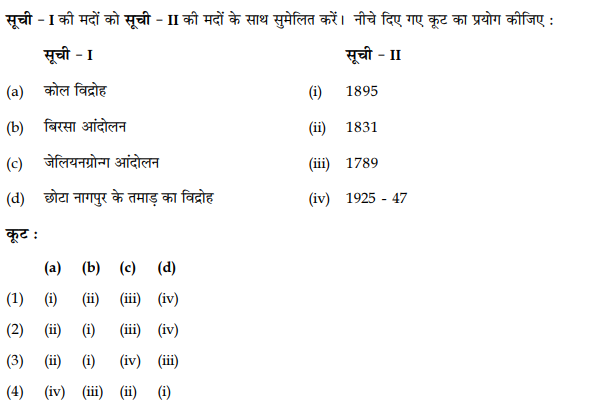 सूची - I की मदों को सूची - II की मदों के साथ सुमेलित करें। नीचे दिए गए कूट का प्रयोग कीजिए :
सूची - I सूची - II
(a) कोल विद्रोह (i) 1895
(b) बिरसा आंदोलन (ii) 1831
(c) जेलियनग्रोन्ग आंदोलन (iii) 1789
(d) छोटा नागपुर के तमाड़ का विद्रोह (iv) 1925 - 47
कूट :
(a) (b) (c) (d)
(1) (i) (ii) (iii) (iv)
(2) (ii) (i) (iii) (iv)
(3) (ii) (i) (iv) (iii)
(4) (iv) (iii) (ii) (i)